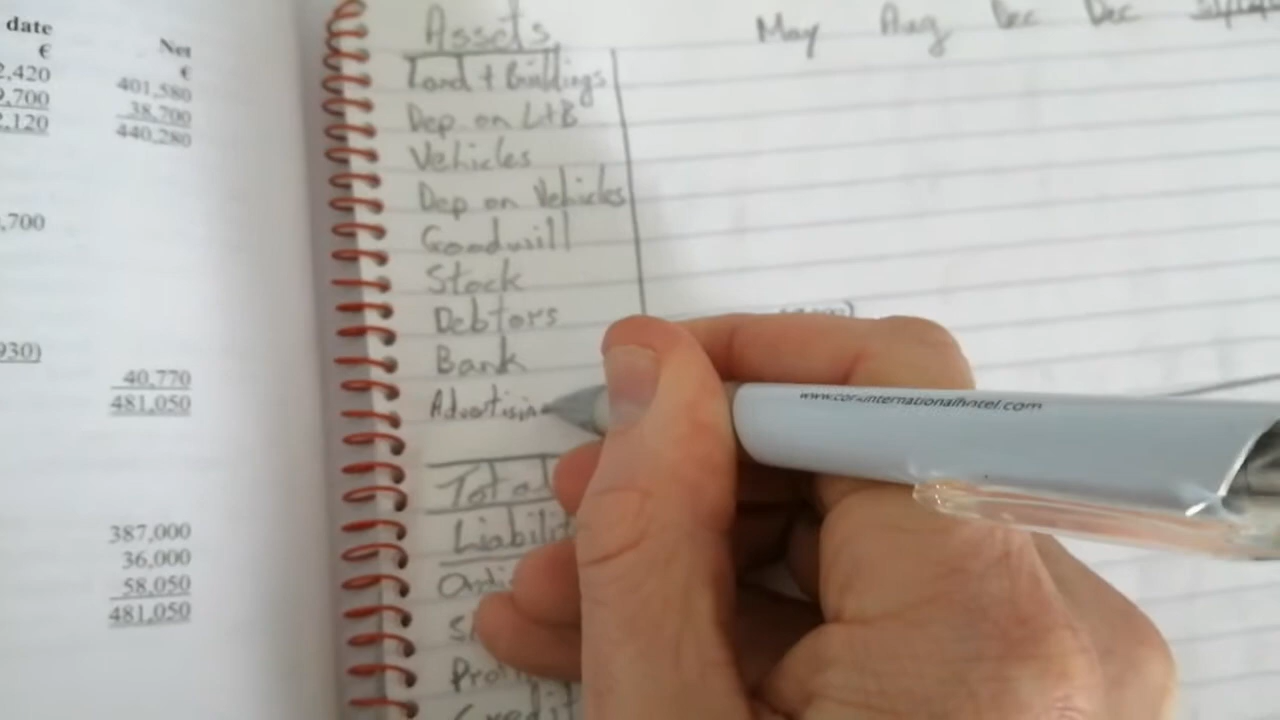 date
€ Net
2,420 €
9,700 401,580
2,120 38,700
440,280
,700
930)
40,770
481,050
387,000
36,000
58,050
481,050
Assets May Aug Dec Dec
Land + Buildings
Dep. on L+B
Vehicles
Dep on Vehicles
Goodwill
Stock
Debtors
Bank
Advertising
Total
Liabilit